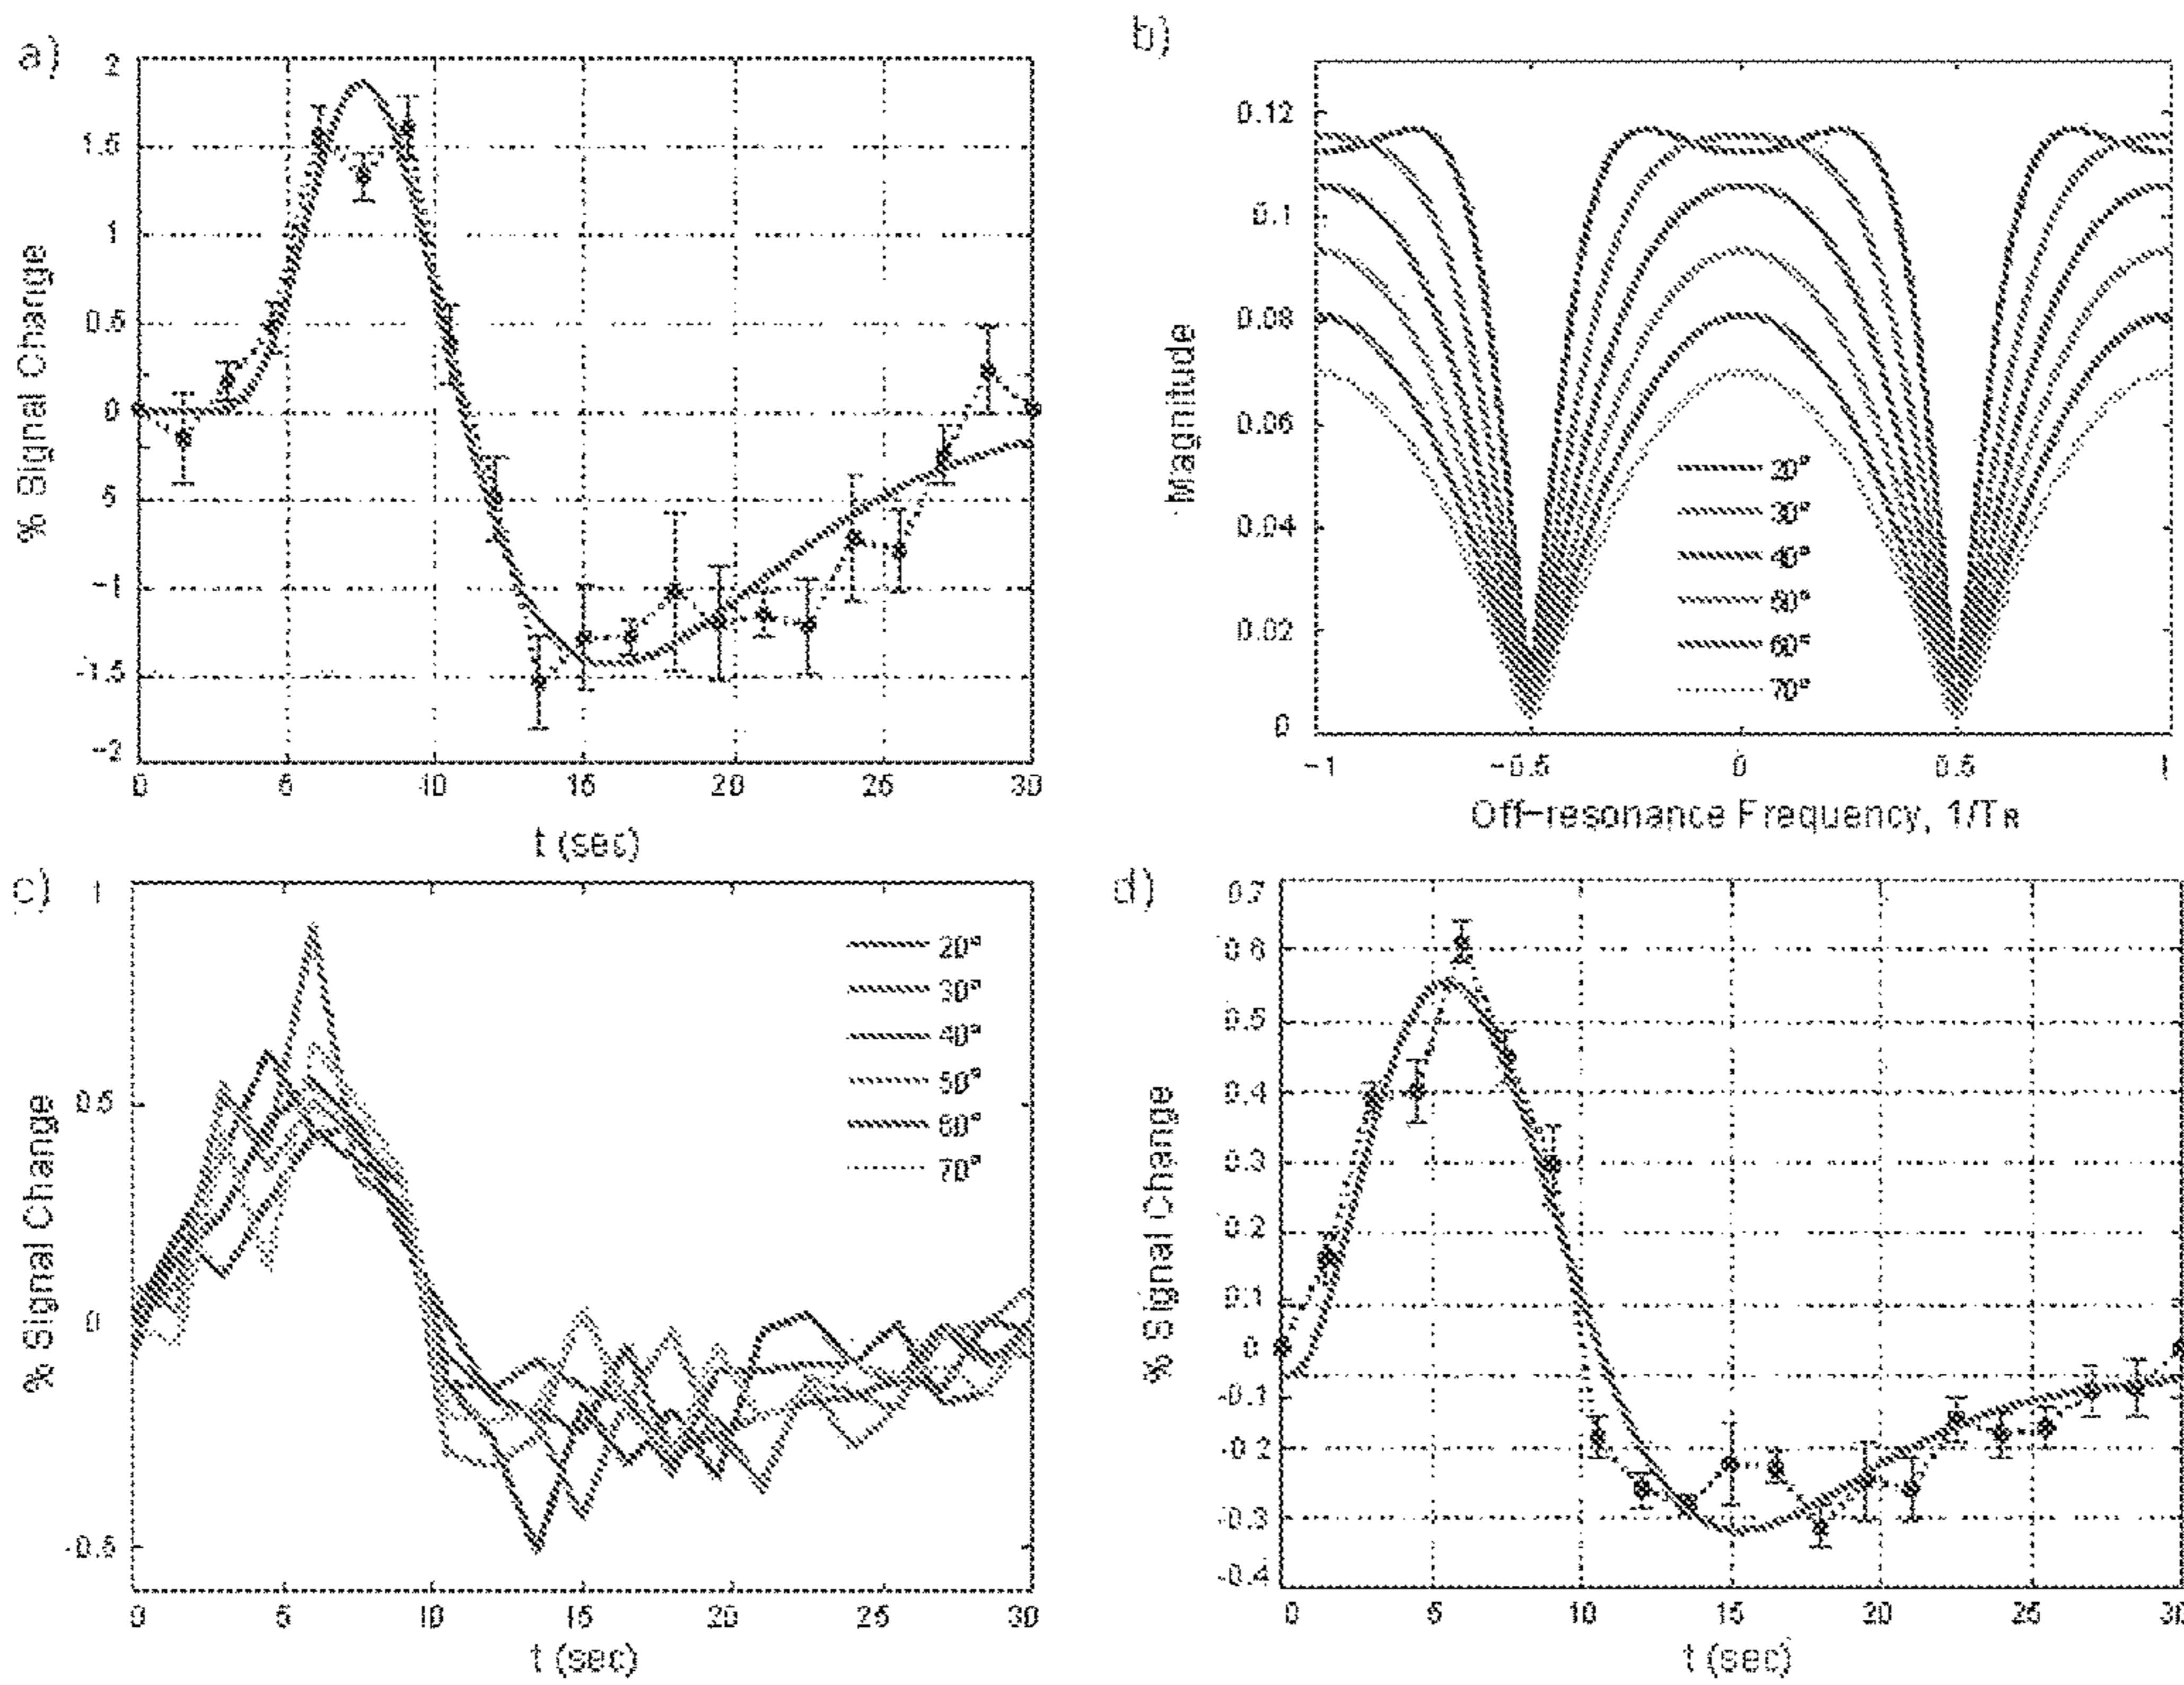 a)
% Signal Change
2
1.5
1
0.5
0
.5
-1
-1.5
-2
0 5 10 15 20 25 30
t (sec)
b)
Magnitude
0.12
0.1
0.08
0.06
0.04
0.02
0
20°
30°
40°
50°
60°
70°
-1 -0.5 0 0.5 1
Off-resonance Frequency, 1/TR
c)
% Signal Change
1
0.5
0
-0.5
20°
30°
40°
50°
60°
70°
0 5 10 15 20 25 30
t (sec)
d)
% Signal Change
0.7
0.6
0.5
0.4
0.3
0.2
0.1
0
-0.1
-0.2
-0.3
-0.4
0 5 10 15 20 25 30
t (sec)